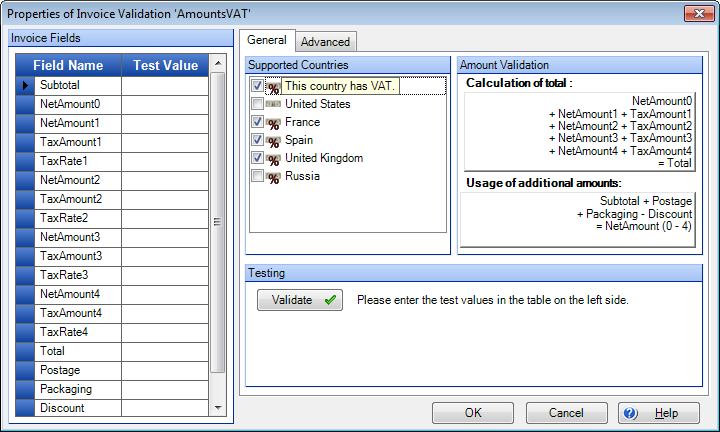 Properties of Invoice Validation 'AmountsVAT'
Invoice Fields
Field Name Test Value
Subtotal
NetAmount0
NetAmount1
TaxAmount1
TaxRate1
NetAmount2
TaxAmount2
TaxRate2
NetAmount3
TaxAmount3
TaxRate3
NetAmount4
TaxAmount4
TaxRate4
Total
Postage
Packaging
Discount
General Advanced
Supported Countries
This country has VAT.
United States
France
Spain
United Kingdom
Russia
Amount Validation
Calculation of total :
NetAmount0
+ NetAmount1 + TaxAmount1
+ NetAmount2 + TaxAmount2
+ NetAmount3 + TaxAmount3
+ NetAmount4 + TaxAmount4
= Total
Usage of additional amounts:
Subtotal + Postage
+ Packaging - Discount
= NetAmount (0 - 4)
Testing
Validate Please enter the test values in the table on the left side.
OK Cancel ? Help